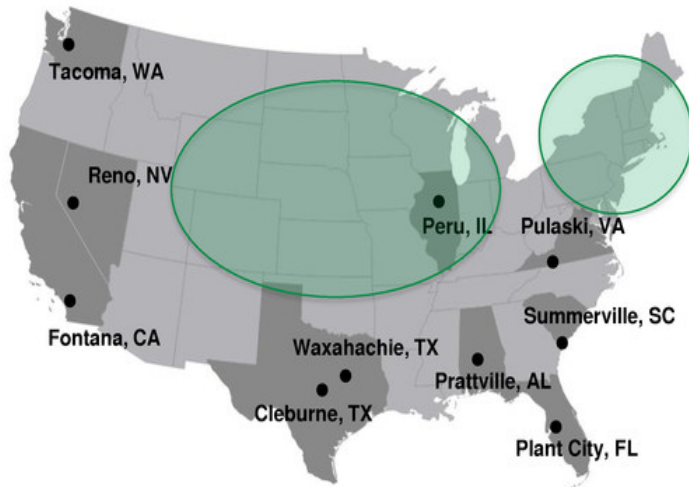 Tacoma, WA
Reno, NV
Peru, IL
Pulaski, VA
Fontana, CA
Summerville, SC
Waxahachie, TX
Prattville, AL
Cleburne, TX
Plant City, FL